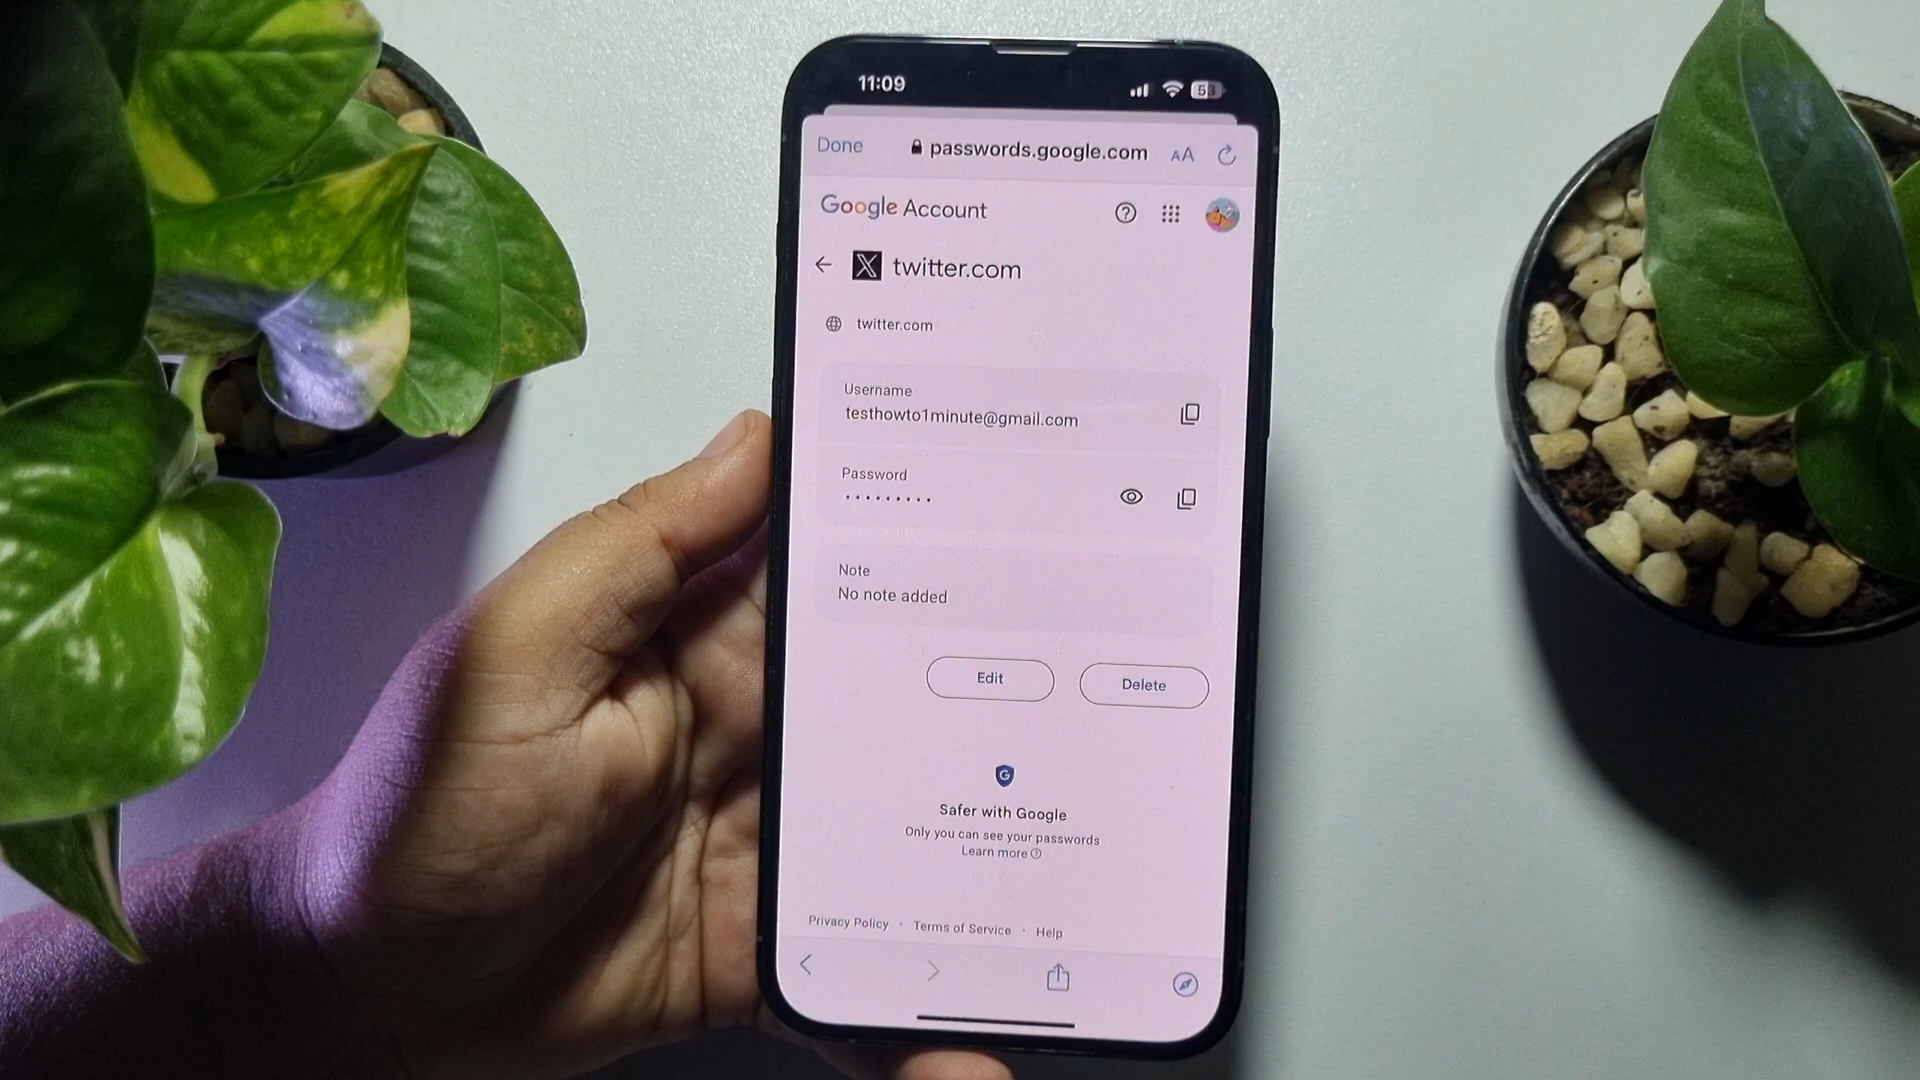 11:09
53
Done
passwords.google.com
AA
Google Account
twitter.com
twitter.com
Username
testhowto1minute@gmail.com
Password
•••••••••
Note
No note added
Edit
Delete
G
Safer with Google
Only you can see your passwords
Learn more
Privacy Policy · Terms of Service · Help